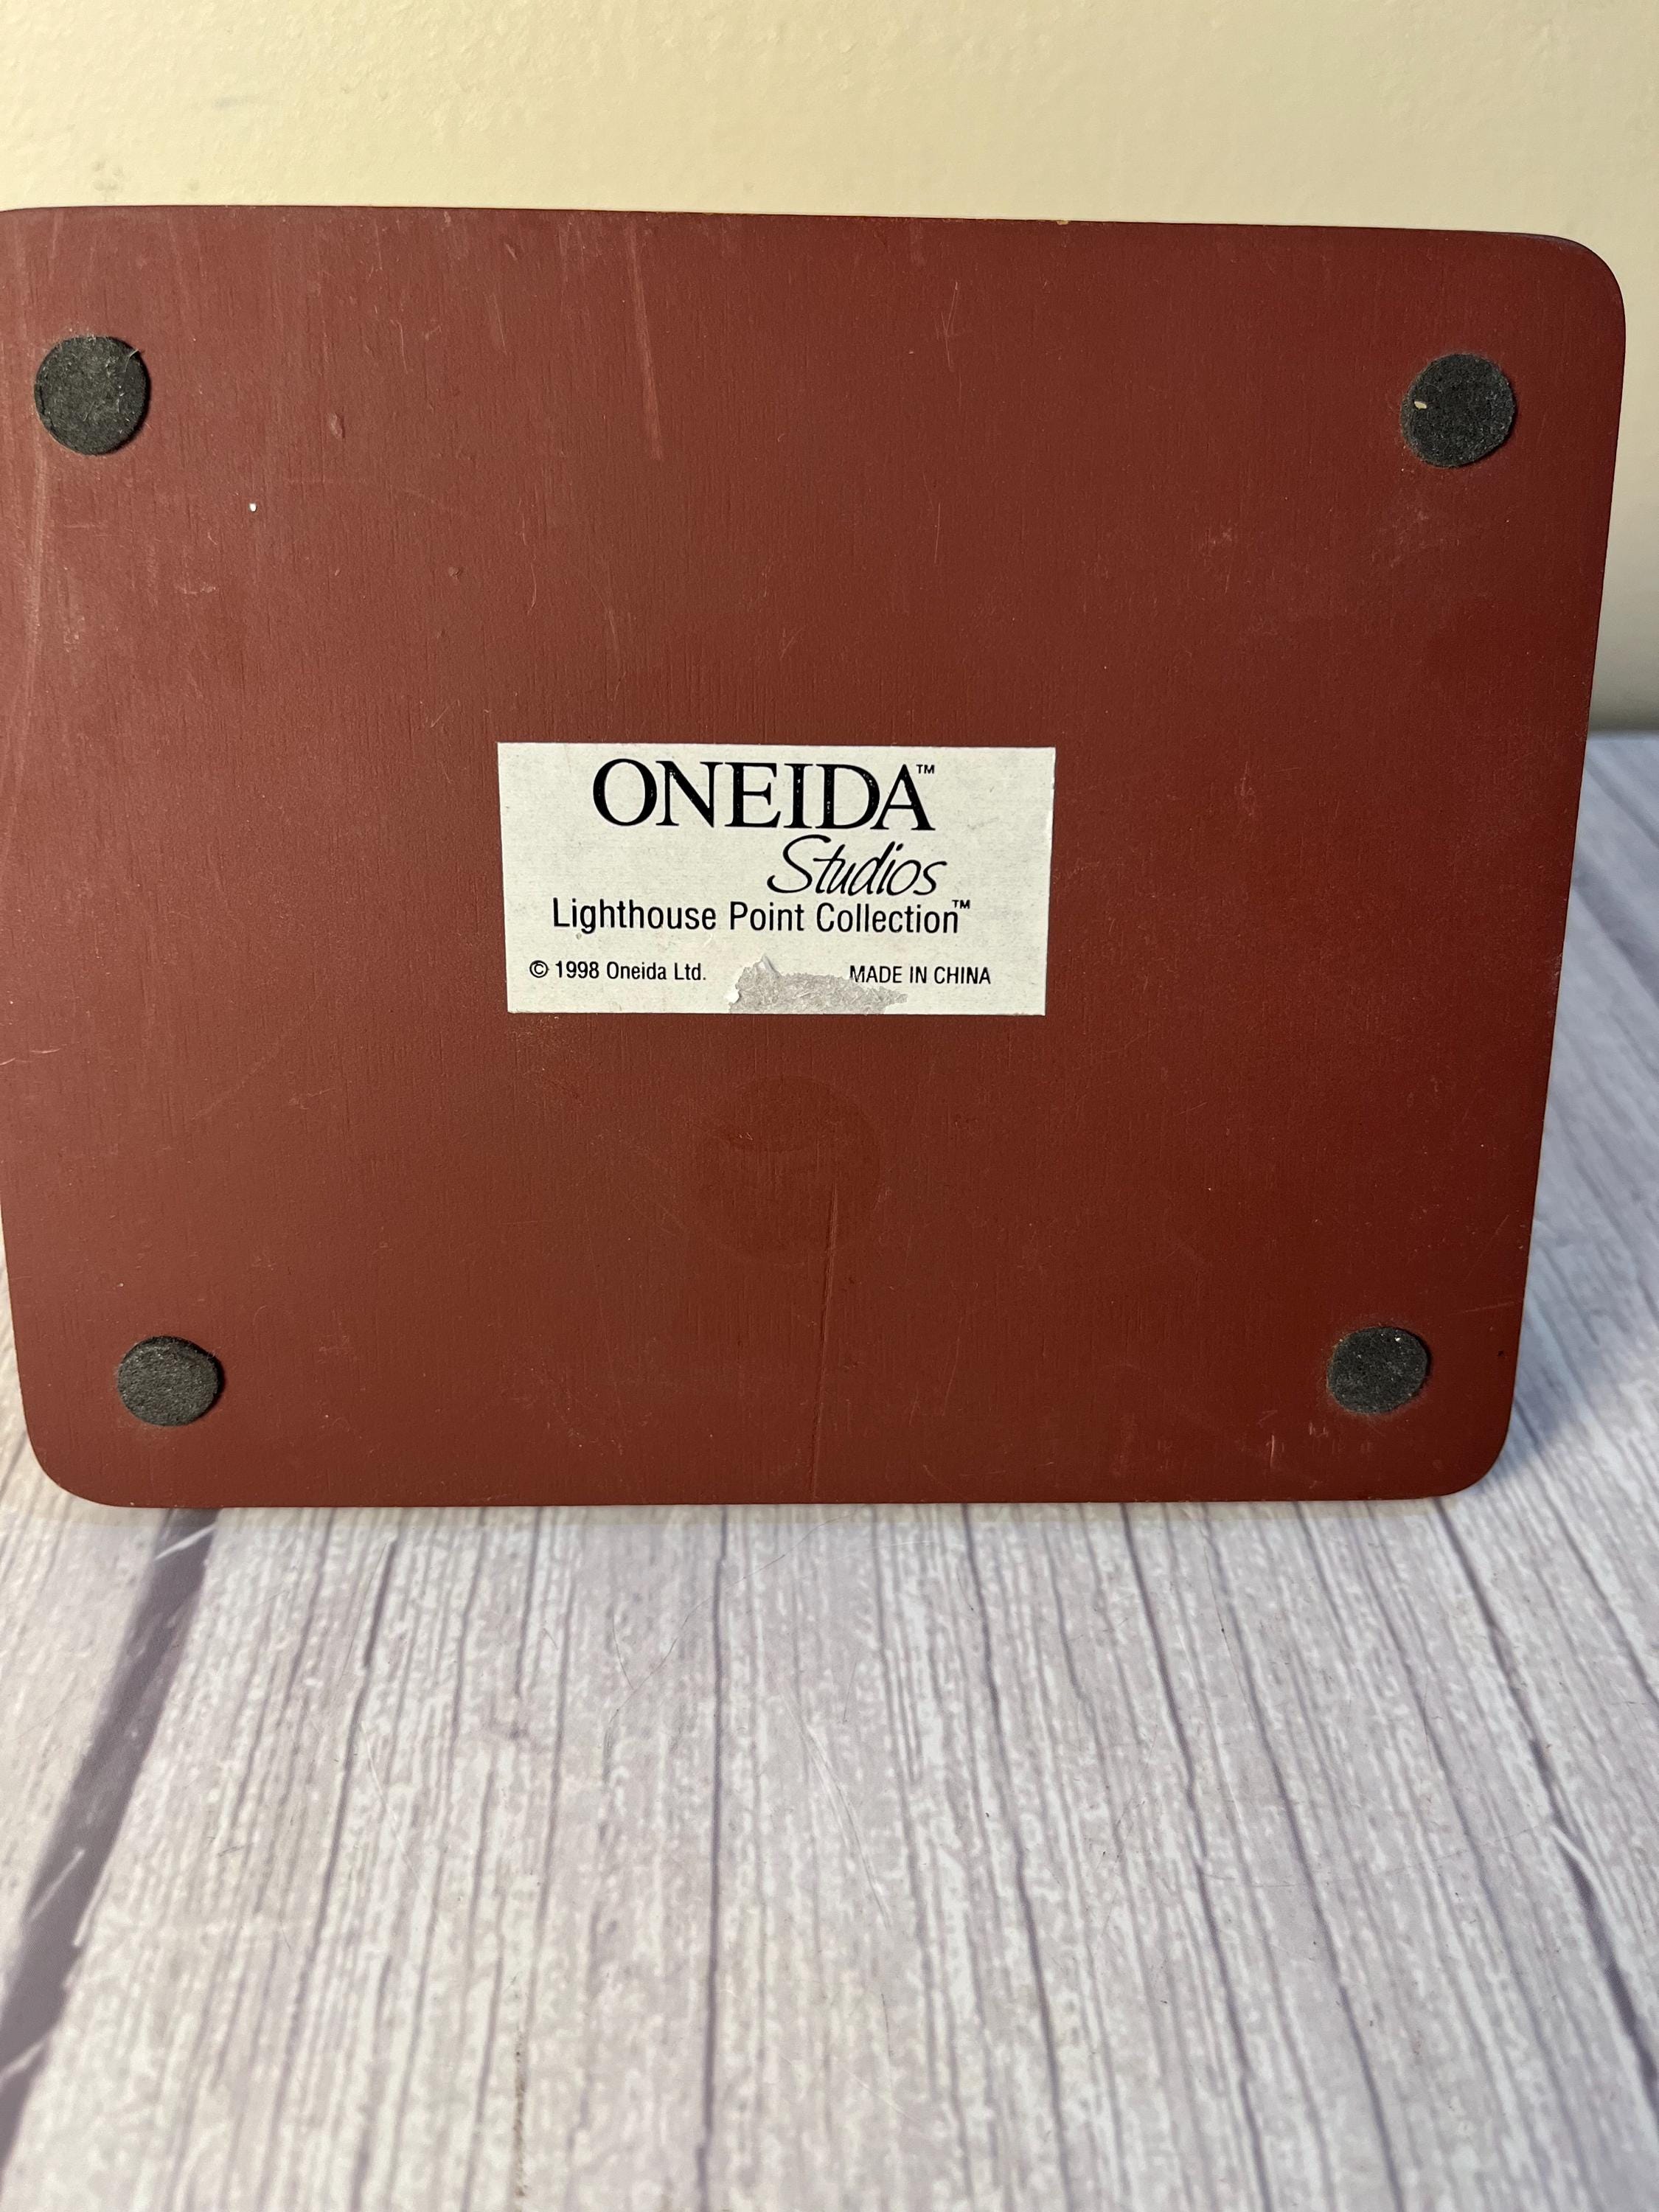 ONEIDA™
Studios
Lighthouse Point Collection™
© 1998 Oneida Ltd. MADE IN CHINA